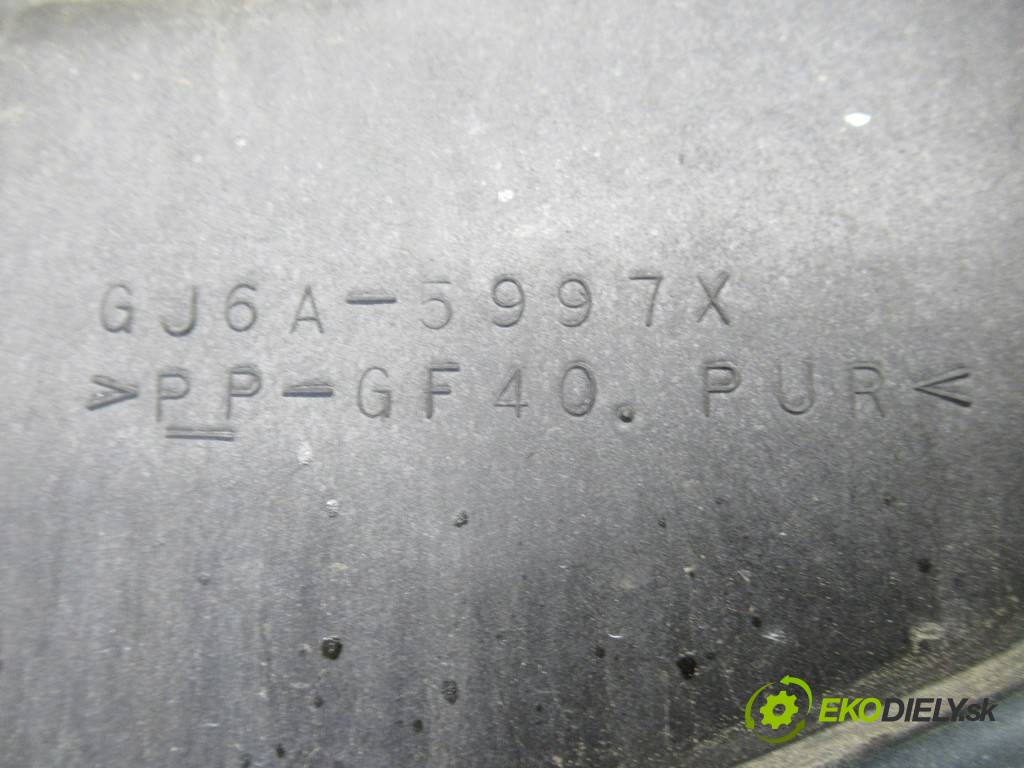 GJ6A-5997X
>PP-GF40.PUR<
EKODIELY.sk